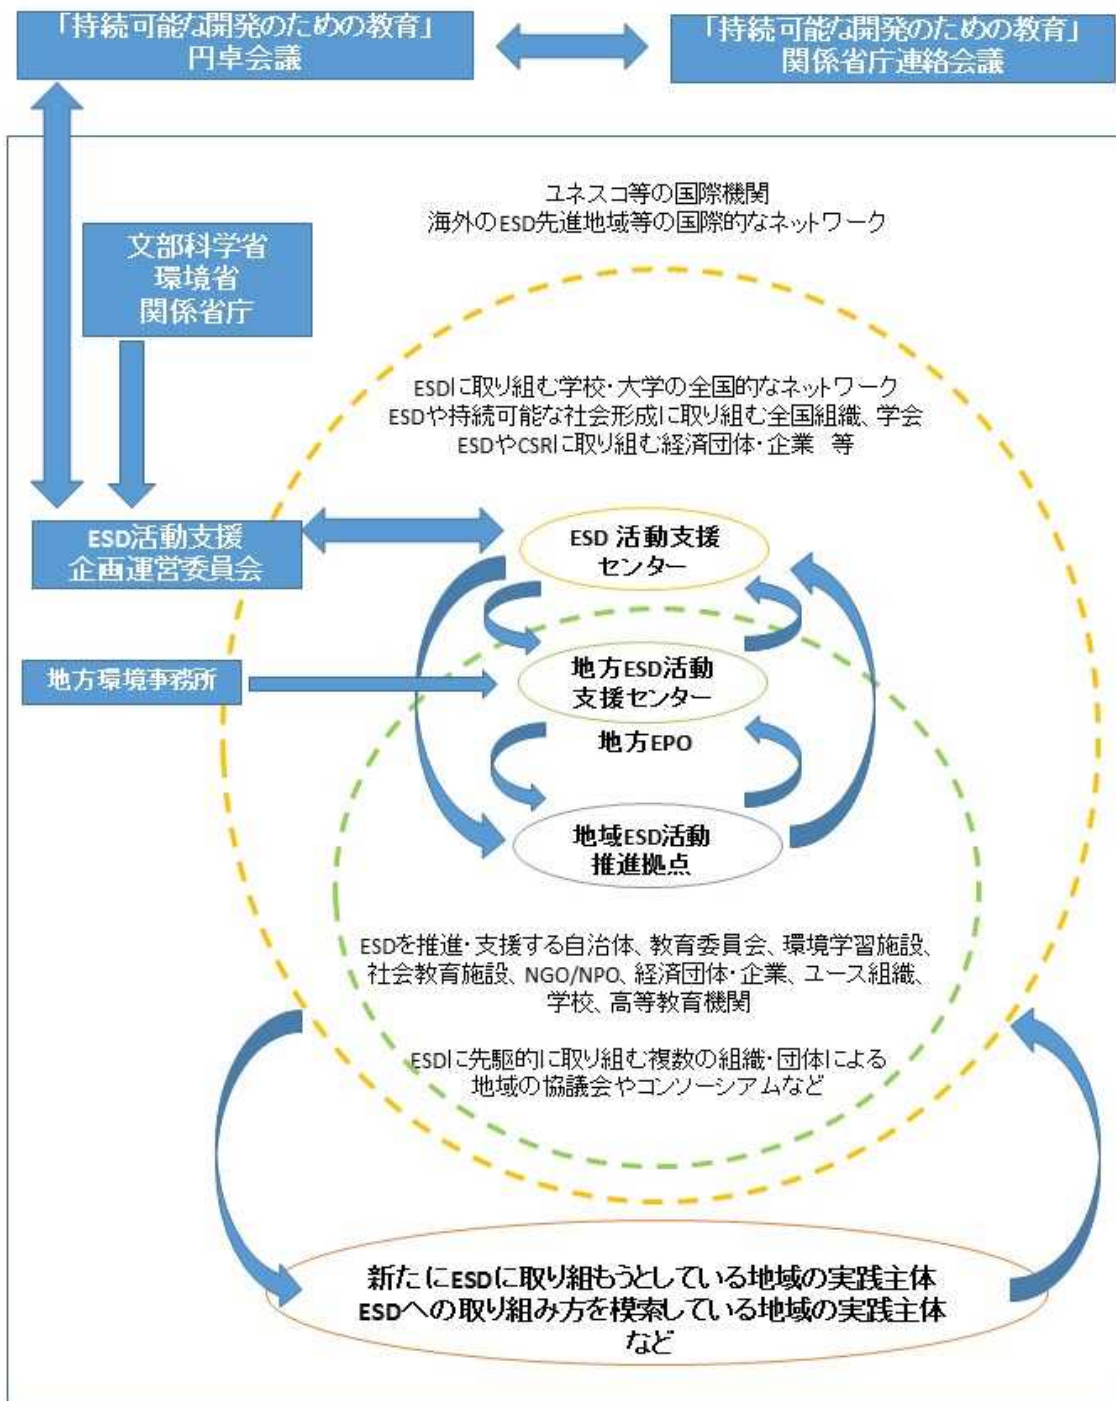 「持続可能な開発のための教育」
円卓会議
「持続可能な開発のための教育」
関係省庁連絡会議
ユネスコ等の国際機関
海外のESD先進地域等の国際的なネットワーク
文部科学省
環境省
関係省庁
ESDに取り組む学校・大学の全国的なネットワーク
ESDや持続可能な社会形成に取り組む全国組織、学会
ESDやCSRに取り組む経済団体・企業　等
ESD活動支援
企画運営委員会
ESD 活動支援
センター
地方環境事務所
地方ESD活動
支援センター
地方EPO
地域ESD活動
推進拠点
ESDを推進・支援する自治体、教育委員会、環境学習施設、
社会教育施設、NGO/NPO、経済団体・企業、ユース組織、
学校、高等教育機関
ESDに先駆的に取り組む複数の組織・団体による
地域の協議会やコンソーシアムなど
新たにESDに取り組もうとしている地域の実践主体
ESDへの取り組み方を模索している地域の実践主体
など